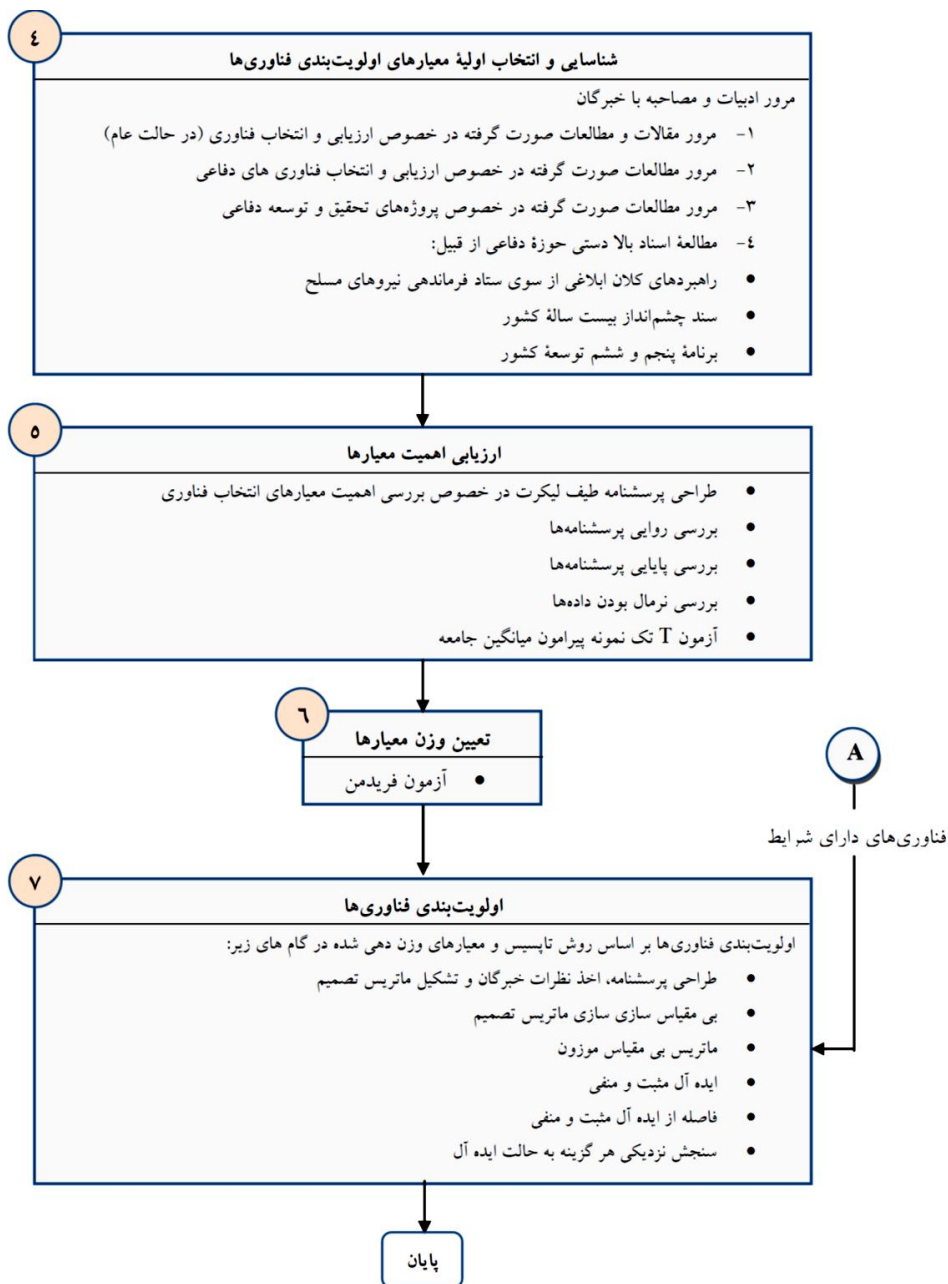 ٤
شناسایی و انتخاب اولیۀ معیارهای اولویت‌بندی فناوری‌ها
مرور ادبیات و مصاحبه با خبرگان
١- مرور مقالات و مطالعات صورت گرفته در خصوص ارزیابی و انتخاب فناوری (در حالت عام)
٢- مرور مطالعات صورت گرفته در خصوص ارزیابی و انتخاب فناوری های دفاعی
٣- مرور مطالعات صورت گرفته در خصوص پروژه‌های تحقیق و توسعه دفاعی
٤- مطالعۀ اسناد بالا دستی حوزۀ دفاعی از قبیل:
• راهبردهای کلان ابلاغی از سوی ستاد فرماندهی نیروهای مسلح
• سند چشم‌انداز بیست سالۀ کشور
• برنامۀ پنجم و ششم توسعۀ کشور
٥
ارزیابی اهمیت معیارها
• طراحی پرسشنامه طیف لیکرت در خصوص بررسی اهمیت معیارهای انتخاب فناوری
• بررسی روایی پرسشنامه‌ها
• بررسی پایایی پرسشنامه‌ها
• بررسی نرمال بودن داده‌ها
• آزمون T تک نمونه پیرامون میانگین جامعه
٦
تعیین وزن معیارها
• آزمون فریدمن
A
فناوری‌های دارای شرایط
٧
اولویت‌بندی فناوری‌ها
اولویت‌بندی فناوری‌ها بر اساس روش تاپسیس و معیارهای وزن دهی شده در گام های زیر:
• طراحی پرسشنامه، اخذ نظرات خبرگان و تشکیل ماتریس تصمیم
• بی مقیاس سازی سازی ماتریس تصمیم
• ماتریس بی مقیاس موزون
• ایده آل مثبت و منفی
• فاصله از ایده آل مثبت و منفی
• سنجش نزدیکی هر گزینه به حالت ایده آل
پایان